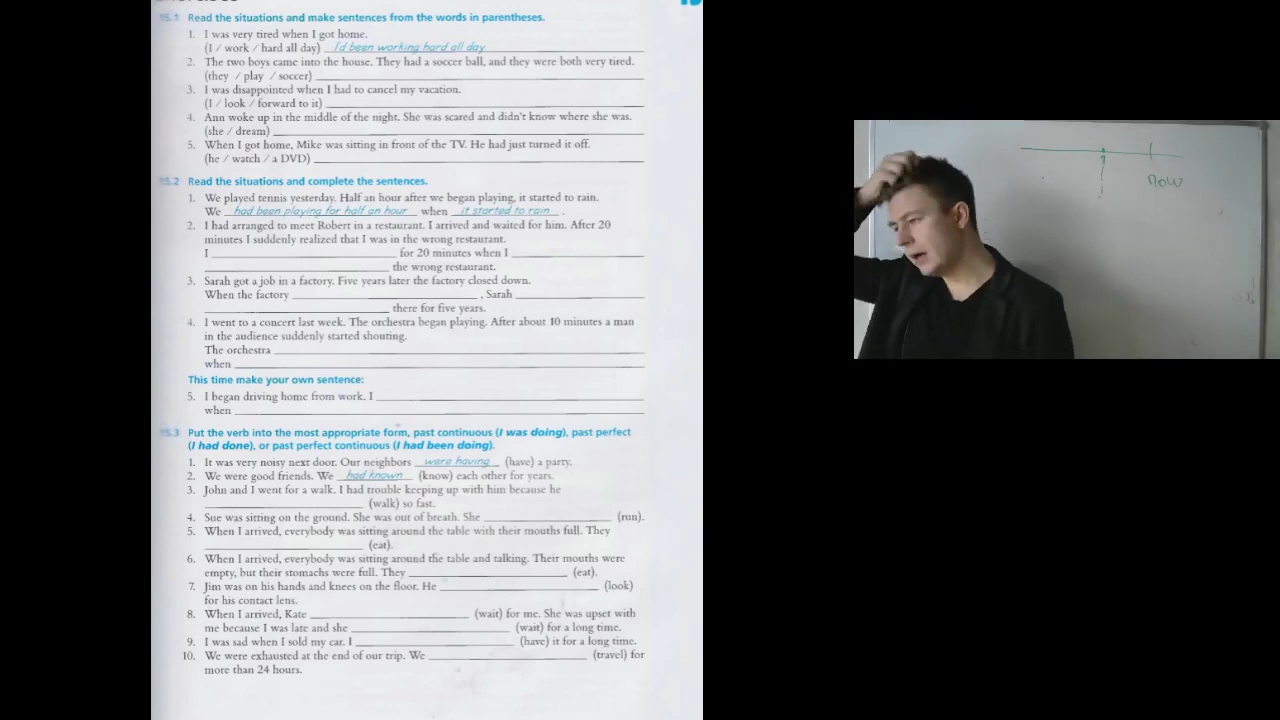 15.1 Read the situations and make sentences from the words in parentheses.
1. I was very tired when I got home.
(I / work / hard all day) I'd been working hard all day.
2. The two boys came into the house. They had a soccer ball, and they were both very tired.
(they / play / soccer)
3. I was disappointed when I had to cancel my vacation.
(I / look / forward to it)
4. Ann woke up in the middle of the night. She was scared and didn't know where she was.
(she / dream)
5. When I got home, Mike was sitting in front of the TV. He had just turned it off.
(he / watch / a DVD)
15.2 Read the situations and complete the sentences.
1. We played tennis yesterday. Half an hour after we began playing, it started to rain.
We had been playing for half an hour when it started to rain .
2. I had arranged to meet Robert in a restaurant. I arrived and waited for him. After 20
minutes I suddenly realized that I was in the wrong restaurant.
I for 20 minutes when I
the wrong restaurant.
3. Sarah got a job in a factory. Five years later the factory closed down.
When the factory , Sarah
there for five years.
4. I went to a concert last week. The orchestra began playing. After about 10 minutes a man
in the audience suddenly started shouting.
The orchestra
when
This time make your own sentence:
5. I began driving home from work. I
when
15.3 Put the verb into the most appropriate form, past continuous (I was doing), past perfect
(I had done), or past perfect continuous (I had been doing).
1. It was very noisy next door. Our neighbors were having (have) a party.
2. We were good friends. We had known (know) each other for years.
3. John and I went for a walk. I had trouble keeping up with him because he
(walk) so fast.
4. Sue was sitting on the ground. She was out of breath. She (run).
5. When I arrived, everybody was sitting around the table with their mouths full. They
(eat).
6. When I arrived, everybody was sitting around the table and talking. Their mouths were
empty, but their stomachs were full. They (eat).
7. Jim was on his hands and knees on the floor. He (look)
for his contact lens.
8. When I arrived, Kate (wait) for me. She was upset with
me because I was late and she (wait) for a long time.
9. I was sad when I sold my car. I (have) it for a long time.
10. We were exhausted at the end of our trip. We (travel) for
more than 24 hours.
now